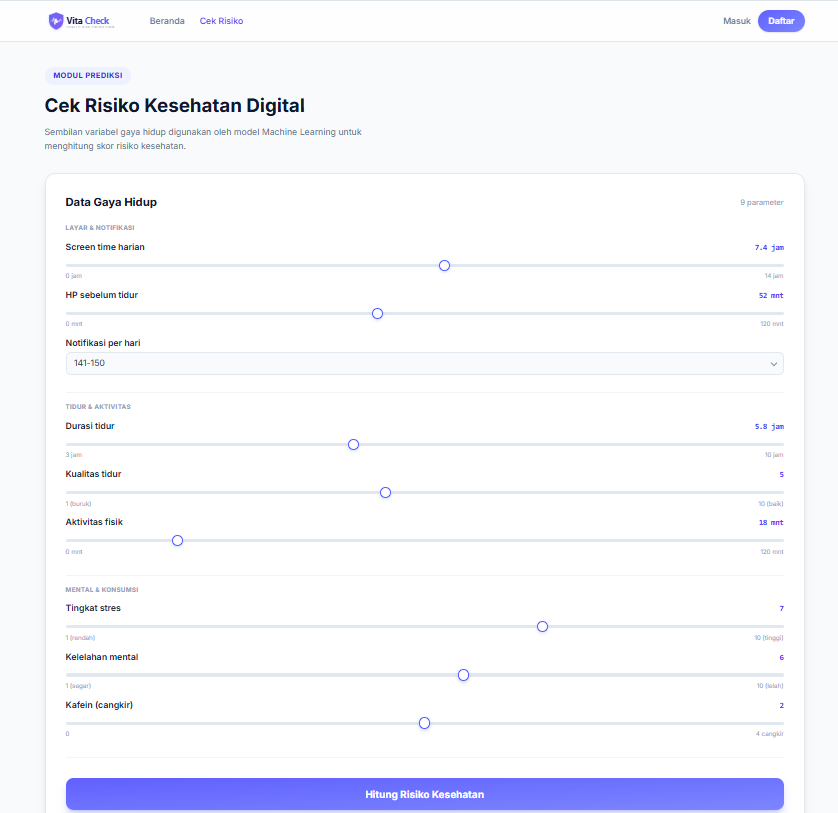 Vita Check
Beranda
Cek Risiko
Masuk
Daftar
MODUL PREDIKSI
Cek Risiko Kesehatan Digital
Sembilan variabel gaya hidup digunakan oleh model Machine Learning untuk
menghitung skor risiko kesehatan.
Data Gaya Hidup
9 parameter
LAYAR & NOTIFIKASI
Screen time harian
7.4 jam
0 jam
14 jam
HP sebelum tidur
52 mnt
0 mnt
120 mnt
Notifikasi per hari
141-150
TIDUR & AKTIVITAS
Durasi tidur
5.8 jam
3 jam
10 jam
Kualitas tidur
5
1 (buruk)
10 (baik)
Aktivitas fisik
18 mnt
0 mnt
120 mnt
MENTAL & KONSUMSI
Tingkat stres
7
1 (rendah)
10 (tinggi)
Kelelahan mental
6
1 (segar)
10 (lelah)
Kafein (cangkir)
2
0
4 cangkir
Hitung Risiko Kesehatan